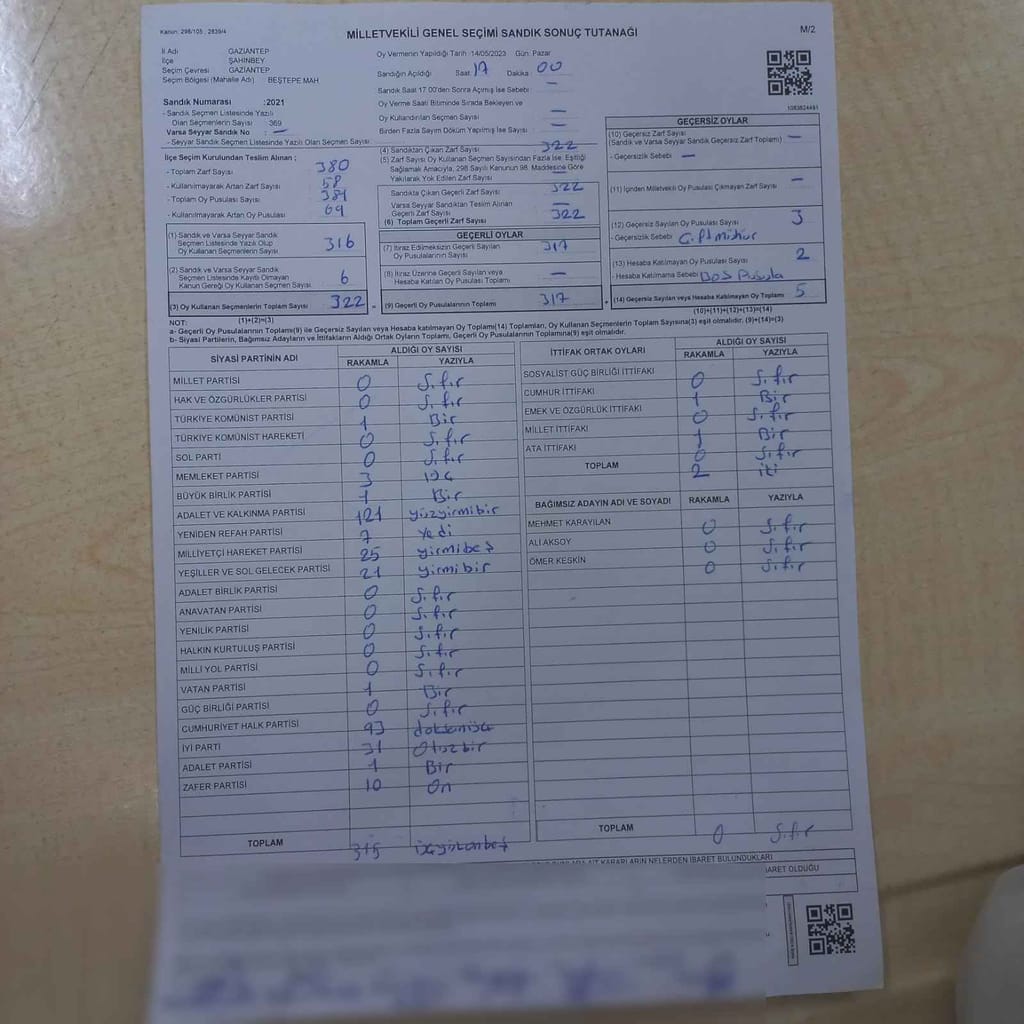 Kanun: 298/105 ; 2839/4
MİLLETVEKİLİ GENEL SEÇİMİ SANDIK SONUÇ TUTANAĞI
M/2
İl Adı GAZİANTEP
İlçe ŞAHİNBEY
Seçim Çevresi GAZİANTEP
Seçim Bölgesi (Mahalle Adı) BEŞTEPE MAH
Sandık Numarası :2021
- Sandık Seçmen Listesinde Yazılı
Olan Seçmenlerin Sayısı 369
Varsa Seyyar Sandık No : —
- Seyyar Sandık Seçmen Listesinde Yazılı Olan Seçmen Sayısı
İlçe Seçim Kurulundan Teslim Alınan ;
- Toplam Zarf Sayısı 380
- Kullanılmayarak Artan Zarf Sayısı 58
- Toplam Oy Pusulası Sayısı
- Kullanılmayarak Artan Oy Pusulası
(1)-Sandık ve Varsa Seyyar Sandık
Seçmen Listesinde Yazılı Olup
Oy Kullanan Seçmenlerin Sayısı 316
(2) Sandık ve Varsa Seyyar Sandık
Seçmen Listesinde Kayıtlı Olmayan
Kanun Gereği Oy Kullanan Seçmen Sayısı 6
(3) Oy Kullanan Seçmenlerin Toplam Sayısı 322
(1)+(2)=(3)
Oy Vermenin Yapıldığı Tarih :14/05/2023 Gün: Pazar
Sandığın Açıldığı Saat: 17 Dakika : 00
Sandık Saat 17.00'den Sonra Açılmış İse Sebebi : —
Oy Verme Saati Bitiminde Sırada Bekleyen ve
Oy Kullandırılan Seçmen Sayısı —
Birden Fazla Sayım Döküm Yapılmış İse Sayısı —
(4) Sandıktan Çıkan Zarf Sayısı 322
(5) Zarf Sayısı Oy Kullanan Seçmen Sayısından Fazla İse, Eşitliği
Sağlamak Amacıyla, 298 Sayılı Kanunun 98. Maddesine Göre
Yakılarak Yok Edilen Zarf Sayısı —
Sandıkta Çıkan Geçerli Zarf Sayısı 322
Varsa Seyyar Sandıktan Teslim Alınan
Geçerli Zarf Sayısı —
(6) Toplam Geçerli Zarf Sayısı 322
GEÇERLİ OYLAR
(7) İtiraz Edilmeksizin Geçerli Sayılan
Oy Pusulalarının Sayısı 317
(8) İtiraz Üzerine Geçerli Sayılan veya
Hesaba Katılan Oy Pusulası Toplamı —
(9) Geçerli Oy Pusulalarının Toplamı 317
1083824491
GEÇERSİZ OYLAR
(10) Geçersiz Zarf Sayısı
(Sandık ve Varsa Seyyar Sandık Geçersiz Zarf Toplamı) —
- Geçersizlik Sebebi —
(11) İçinden Milletvekili Oy Pusulası Çıkmayan Zarf Sayısı —
(12) Geçersiz Sayılan Oy Pusulası Sayısı 3
- Geçersizlik Sebebi
(13) Hesaba Katılmayan Oy Pusulası Sayısı 2
Hesaba Katılmama Sebebi Boş Pusula
(14) Geçersiz Sayılan veya Hesaba Katılmayan Oy Toplamı 5
(10)+(11)+(12)+(13)=(14)
NOT:
a- Geçerli Oy Pusulalarının Toplamı(9) ile Geçersiz Sayılan veya Hesaba katılmayan Oy Toplamı(14) Toplamları, Oy Kullanan Seçmenlerin Toplam Sayısına(3) eşit olmalıdır. (9)+(14)=(3)
b- Siyasi Partilerin, Bağımsız Adayların ve İttifakların Aldığı Ortak Oyların Toplamı, Geçerli Oy Pusulalarının Toplamına(9) eşit olmalıdır.
SİYASİ PARTİNİN ADI ALDIĞI OY SAYISI
RAKAMLA YAZIYLA
MİLLET PARTİSİ 0 Sıfır
HAK VE ÖZGÜRLÜKLER PARTİSİ 0 Sıfır
TÜRKİYE KOMÜNİST PARTİSİ 1 Bir
TÜRKİYE KOMÜNİST HAREKETİ 0 Sıfır
SOL PARTİ 0 Sıfır
MEMLEKET PARTİSİ 3 üç
BÜYÜK BİRLİK PARTİSİ 1 Bir
ADALET VE KALKINMA PARTİSİ 121 yüzyirmibir
YENİDEN REFAH PARTİSİ 7 Yedi
MİLLİYETÇİ HAREKET PARTİSİ 25 yirmibeş
YEŞİLLER VE SOL GELECEK PARTİSİ 21 yirmibir
ADALET BİRLİK PARTİSİ 0 Sıfır
ANAVATAN PARTİSİ 0 Sıfır
YENİLİK PARTİSİ 0 Sıfır
HALKIN KURTULUŞ PARTİSİ 0 Sıfır
MİLLİ YOL PARTİSİ 0 Sıfır
VATAN PARTİSİ 1 Bir
GÜÇ BİRLİĞİ PARTİSİ 0 Sıfır
CUMHURİYET HALK PARTİSİ 93 doksanüç
İYİ PARTİ 31 Otuzbir
ADALET PARTİSİ 1 Bir
ZAFER PARTİSİ 10 On
TOPLAM 315 üçyüzonbeş
İTTİFAK ORTAK OYLARI ALDIĞI OY SAYISI
RAKAMLA YAZIYLA
SOSYALİST GÜÇ BİRLİĞİ İTTİFAKI 0 Sıfır
CUMHUR İTTİFAKI 1 Bir
EMEK VE ÖZGÜRLÜK İTTİFAKI 0 Sıfır
MİLLET İTTİFAKI 1 Bir
ATA İTTİFAKI 0 Sıfır
TOPLAM 2 iki
BAĞIMSIZ ADAYIN ADI VE SOYADI RAKAMLA YAZIYLA
MEHMET KARAYILAN 0 Sıfır
ALİ AKSOY 0 Sıfır
ÖMER KESKİN 0 Sıfır
TOPLAM 0 Sıfır
KARARLARIN NELERDEN İBARET BULUNDUKLARI
İBARET OLDUĞU